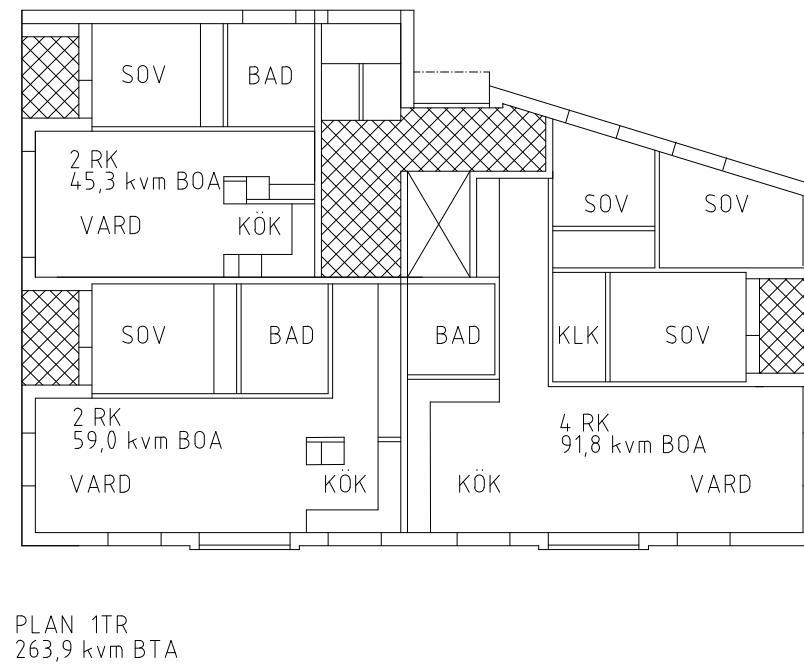 SOV
BAD
2 RK
45,3 kvm BOA
VARD
KÖK
SOV
SOV
SOV
BAD
BAD
KLK
SOV
2 RK
59,0 kvm BOA
VARD
KÖK
4 RK
91,8 kvm BOA
KÖK
VARD
PLAN 1TR
263,9 kvm BTA